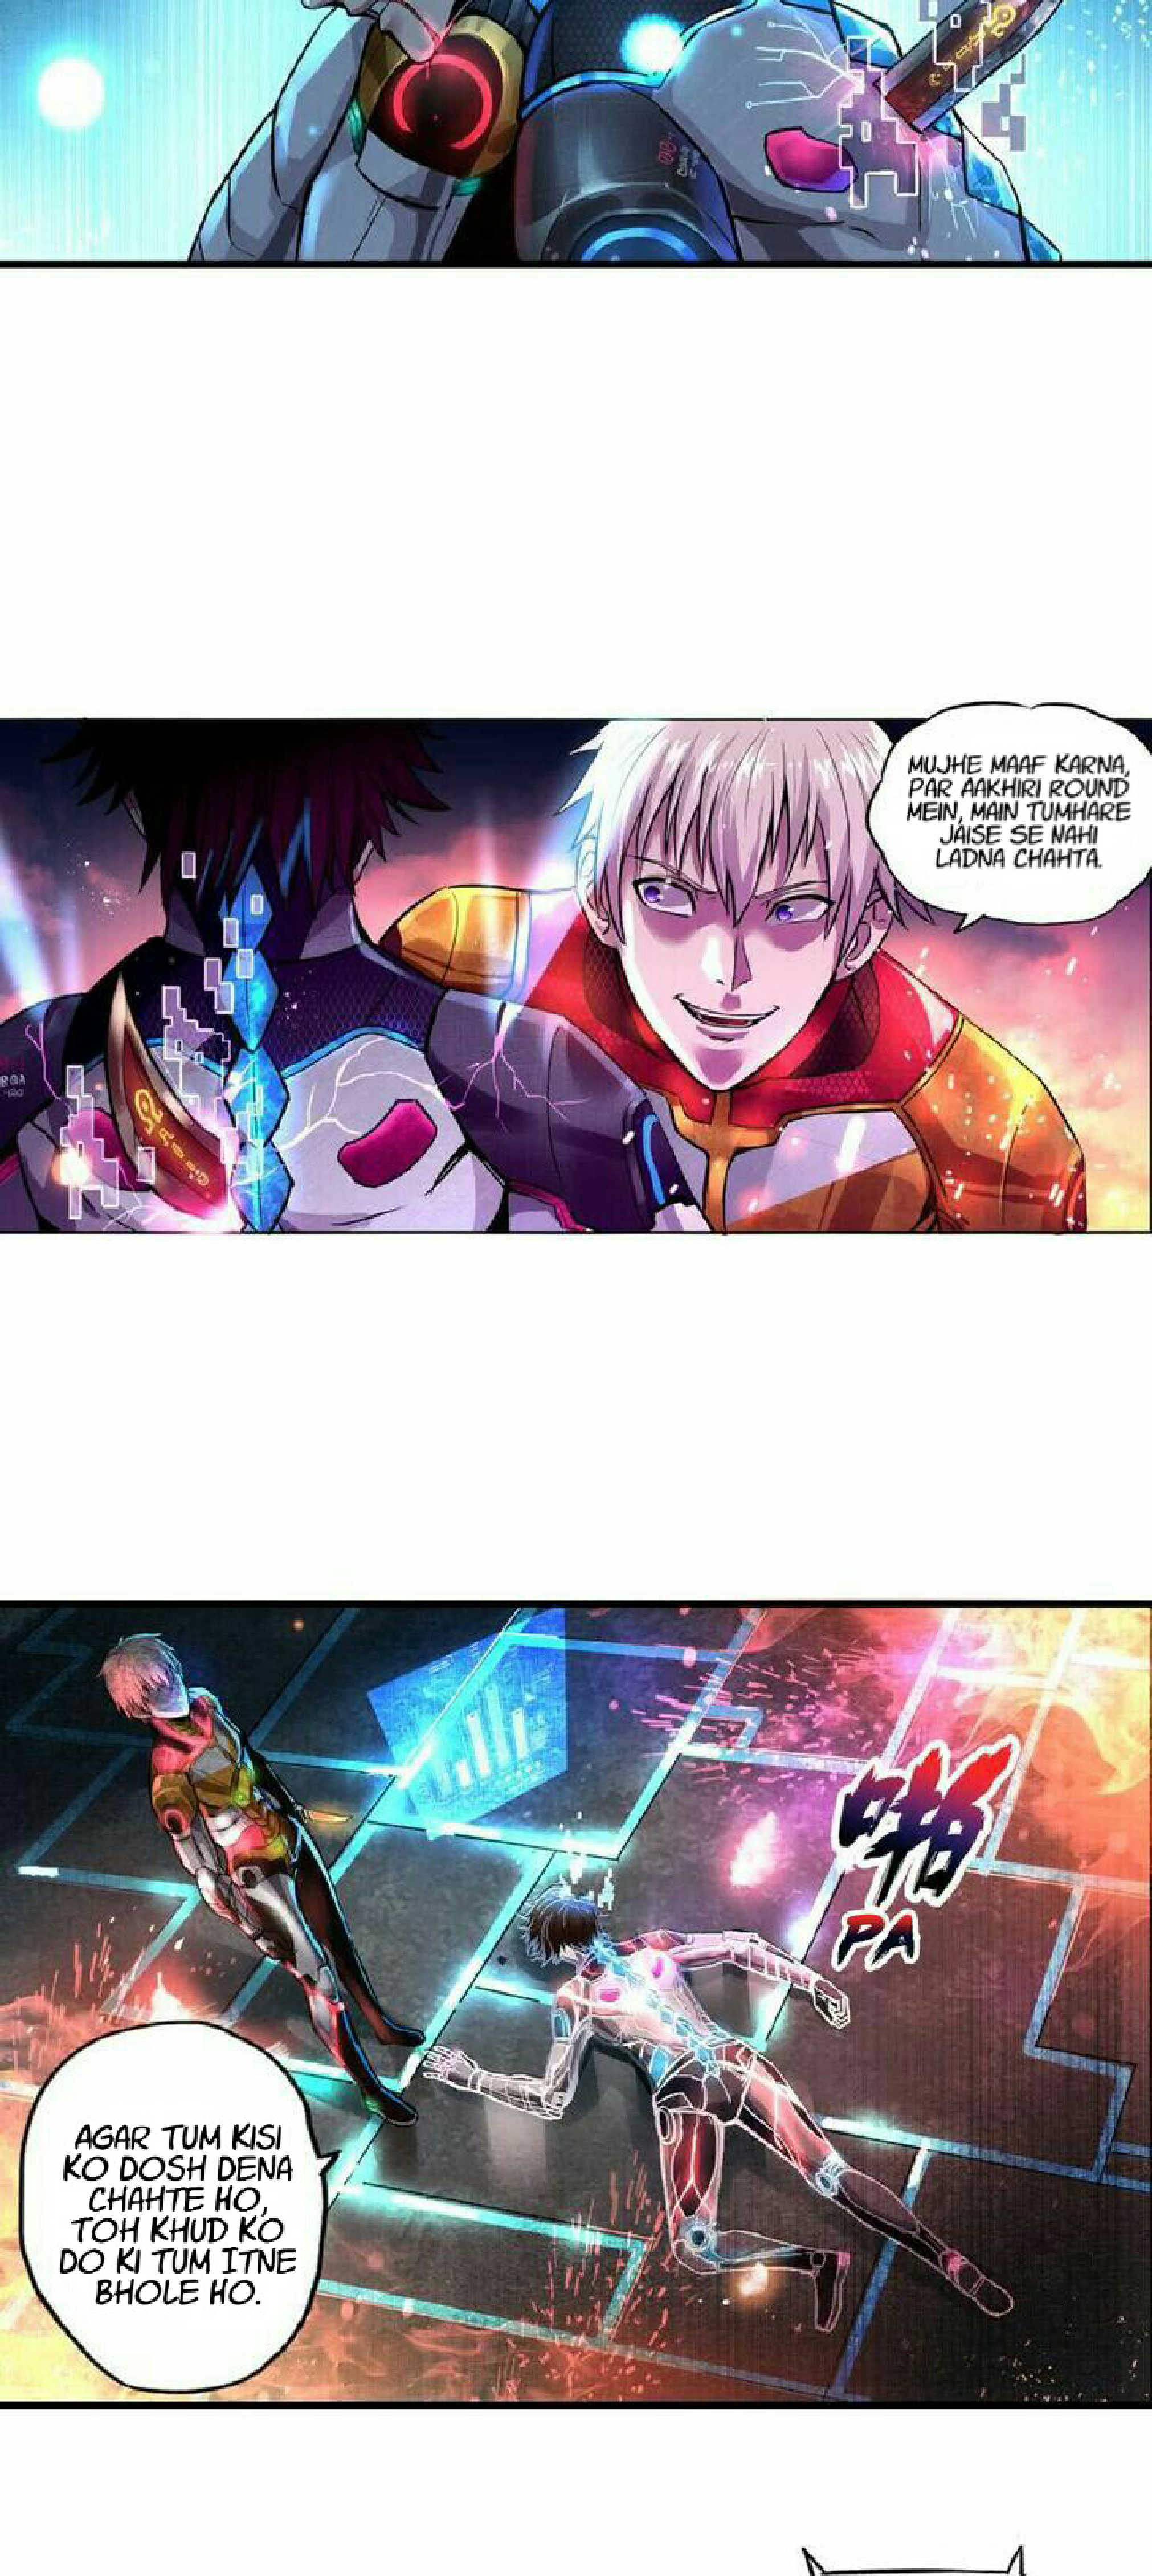 MUJHE MAAF KARNA,
PAR AAKHIRI ROUND
MEIN, MAIN TUMHARE
JAISE SE NAHI
LADNA CHAHTA.
啪
PA
AGAR TUM KISI
KO DOSH DENA
CHAHTE HO,
TOH KHUD KO
DO KI TUM ITNE
BHOLE HO.